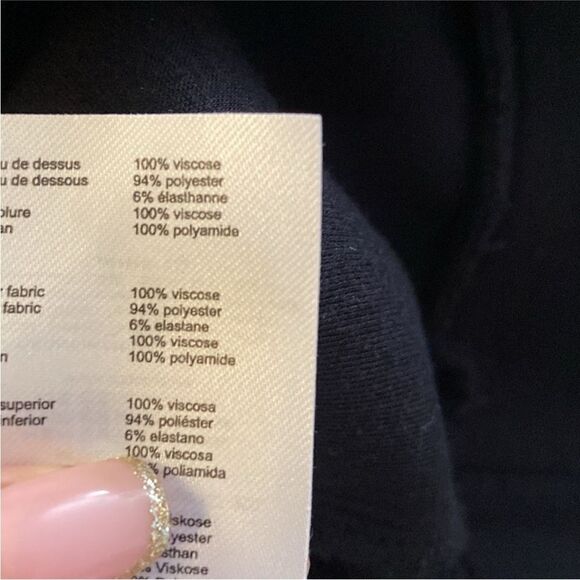 u de dessus 100% viscose
u de dessous 94% polyester
6% élasthanne
olure 100% viscose
an 100% polyamide
r fabric 100% viscose
fabric 94% polyester
6% elastane
100% viscose
n 100% polyamide
superior 100% viscosa
inferior 94% poliéster
6% elastano
100% viscosa
% poliamida
iskose
yester
sthan
% Viskose